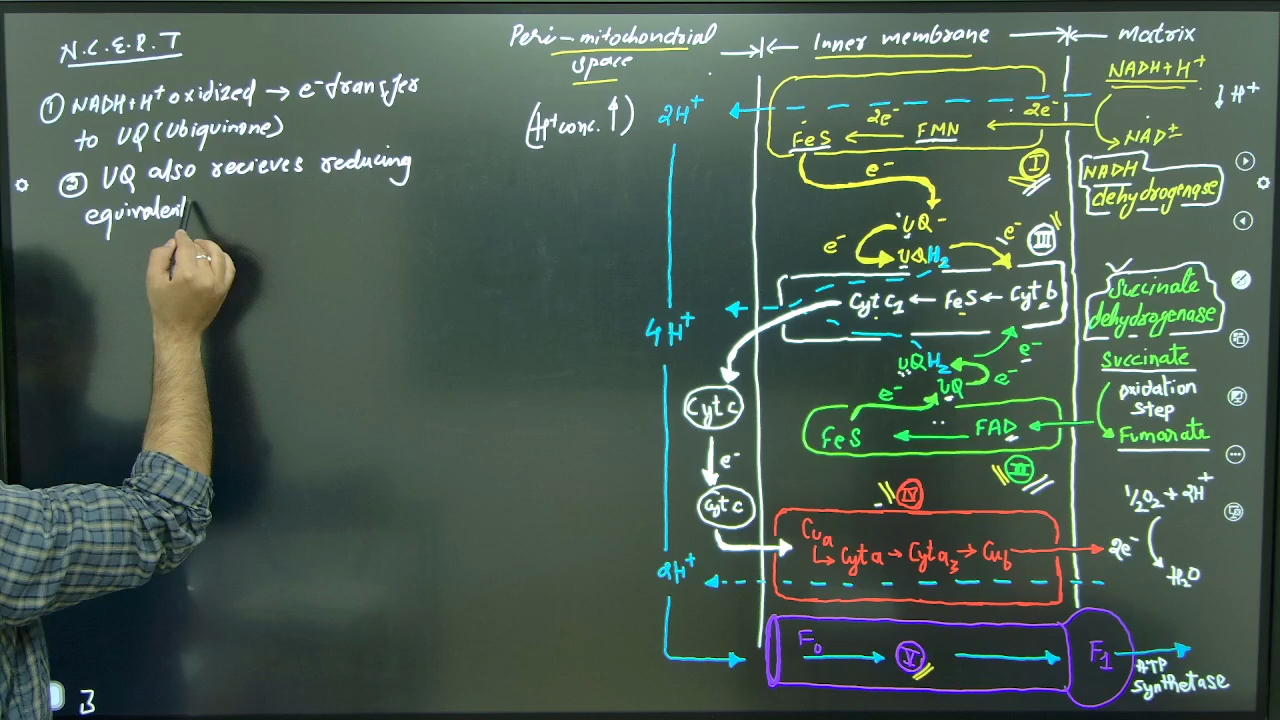 N.C.E.R.T
① NADH+H⁺ oxidized → e⁻ transfer
to UQ (Ubiquinone)
② UQ also recieves reducing
equivalent
Peri-mitochondrial
space
(H⁺ conc. ↑)
Inner membrane
matrix
NADH+H⁺
↓ H⁺
2H⁺
2e⁻
2e⁻
FeS ← FMN
NAD⁺
I
NADH
dehydrogenase
e⁻
UQ
e⁻
e⁻
III
UQH₂
Cyt C₁ ← FeS ← Cyt b
Succinate
dehydrogenase
4H⁺
UQH₂
e⁻
Succinate
UQ
e⁻
e⁻
oxidation
step
Cyt c
FeS ← FAD
Fumarate
e⁻
II
IV
Cyt c
½O₂ + 2H⁺
Cua
↳ Cyt a → Cyt a₃ → Cub
2e⁻
H₂O
2H⁺
F₀
V
F₁
ATP
Synthetase
3